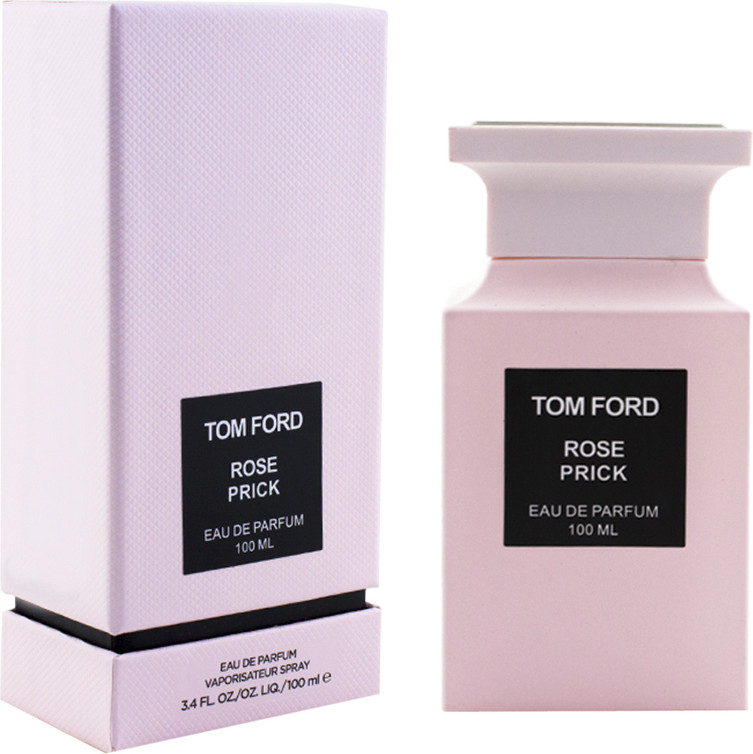 TOM FORD
ROSE
PRICK
EAU DE PARFUM
100 ML
EAU DE PARFUM
VAPORISATEUR SPRAY
3.4 FL. OZ./OZ. LIQ./100 ml ℮
TOM FORD
ROSE
PRICK
EAU DE PARFUM
100 ML